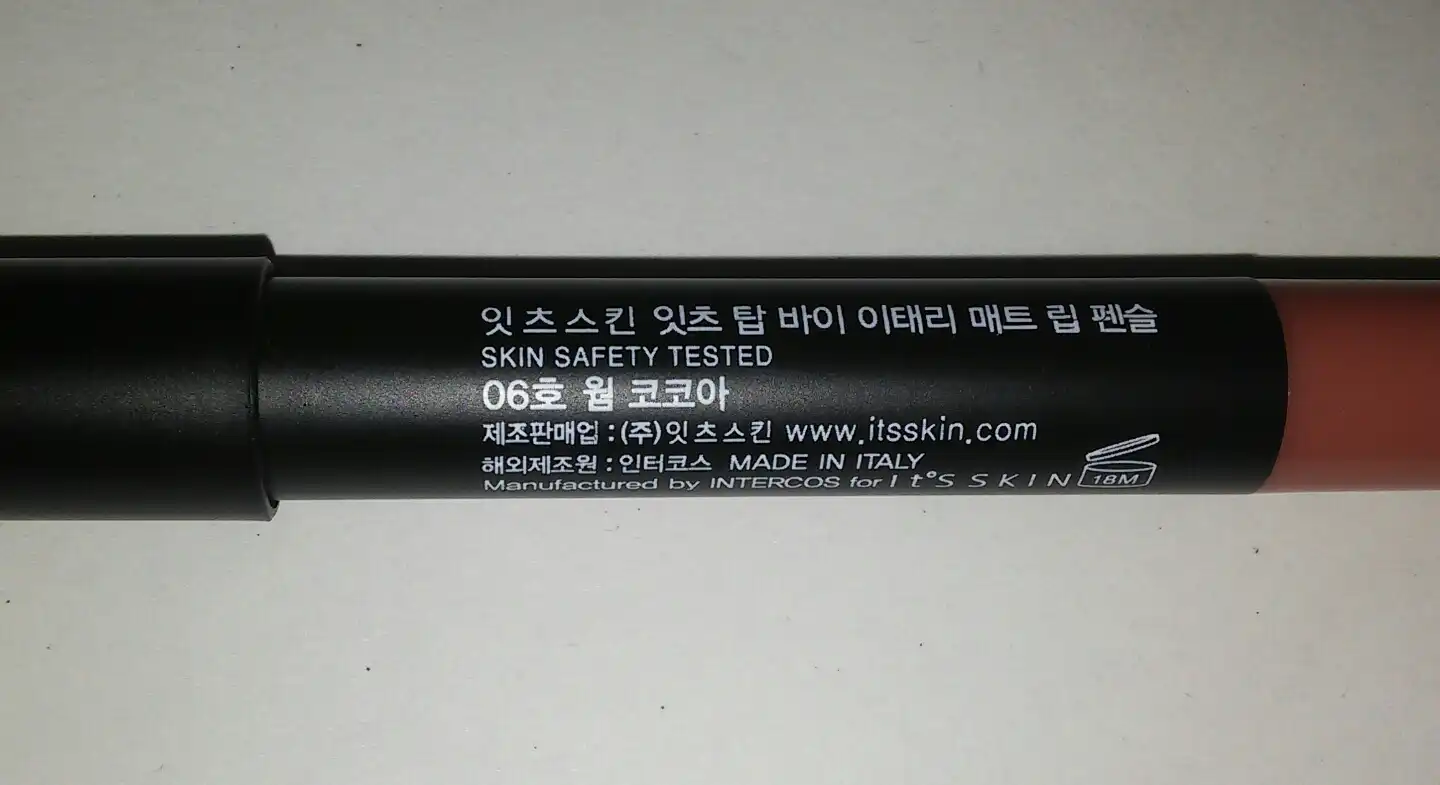 잇츠스킨 잇츠 탑 바이 이태리 매트 립 펜슬
SKIN SAFETY TESTED
06호 웜 코코아
제조판매업 : (주)잇츠스킨 www.itsskin.com
해외제조원 : 인터코스 MADE IN ITALY
Manufactured by INTERCOS for It'S SKIN 18M